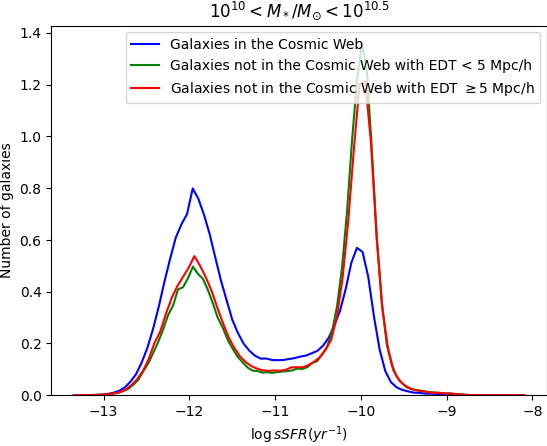 10^10 < M_*/M_⊙ < 10^10.5
Galaxies in the Cosmic Web
Galaxies not in the Cosmic Web with EDT < 5 Mpc/h
Galaxies not in the Cosmic Web with EDT ≥ 5 Mpc/h
Number of galaxies
1.4
1.2
1.0
0.8
0.6
0.4
0.2
0.0
−13 −12 −11 −10 −9 −8
log sSFR(yr^−1)